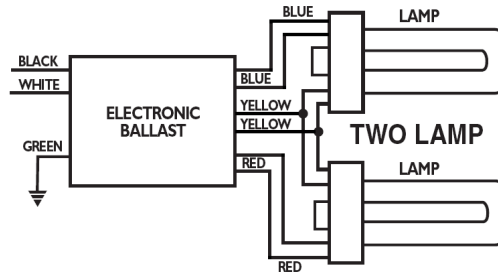 BLUE
LAMP
BLACK
BLUE
WHITE
YELLOW
ELECTRONIC
BALLAST
YELLOW
TWO LAMP
GREEN
RED
LAMP
RED